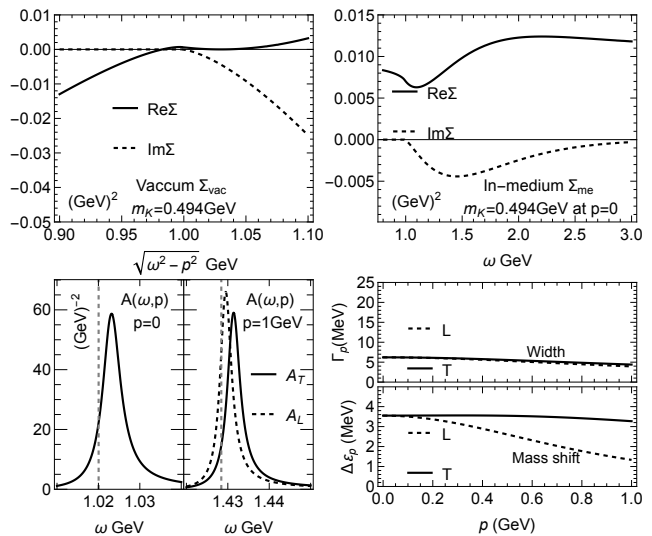 0.00
−0.01
−0.02
−0.03
−0.04
−0.05
ReΣ
ImΣ
(GeV)²
Vaccum Σvac
mK=0.494GeV
0.90 0.95 1.00 1.05 1.10
√ω²−p² GeV
0.015
0.010
0.005
0.000
−0.005
ReΣ
ImΣ
(GeV)²
In−medium Σme
mK=0.494GeV at p=0
1.0 1.5 2.0 2.5 3.0
ω GeV
60
40
20
0
(GeV)⁻²
A(ω,p)
p=0
1.02 1.03
ω GeV
A(ω,p)
p=1GeV
AT
AL
1.43 1.44
ω GeV
25
20
15
10
5
0
Γp(MeV)
L
T
Width
4
3
2
1
0
Δεp(MeV)
L
T
Mass shift
0.0 0.2 0.4 0.6 0.8 1.0
p (GeV)